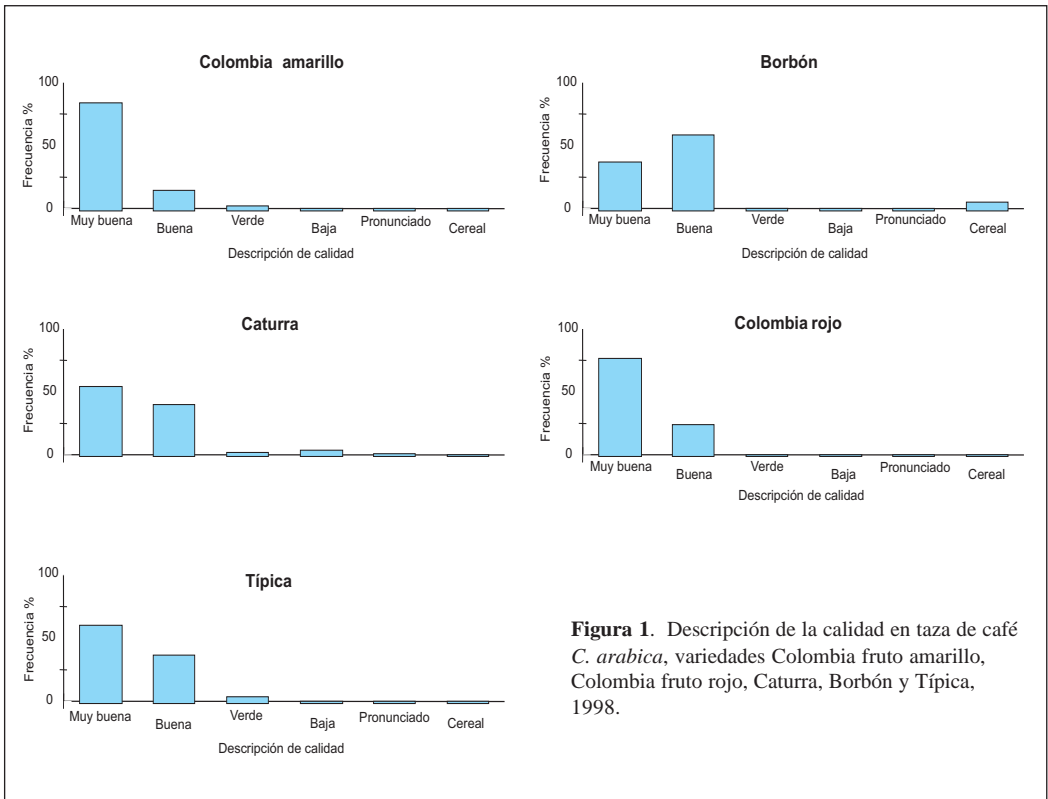 Colombia amarillo
100
50
0
Frecuencia %
Muy buena
Buena
Verde
Baja
Pronunciado
Cereal
Descripción de calidad
Borbón
100
50
0
Frecuencia %
Muy buena
Buena
Verde
Baja
Pronunciado
Cereal
Descripción de calidad
Caturra
100
50
0
Frecuencia %
Colombia rojo
100
50
0
Frecuencia %
Muy buena
Buena
Verde
Baja
Pronunciado
Cereal
Descripción de calidad
Típica
100
50
0
Frecuencia %
Muy buena
Buena
Verde
Baja
Pronunciado
Cereal
Descripción de calidad
Figura 1. Descripción de la calidad en taza de café
C. arabica, variedades Colombia fruto amarillo,
Colombia fruto rojo, Caturra, Borbón y Típica,
1998.